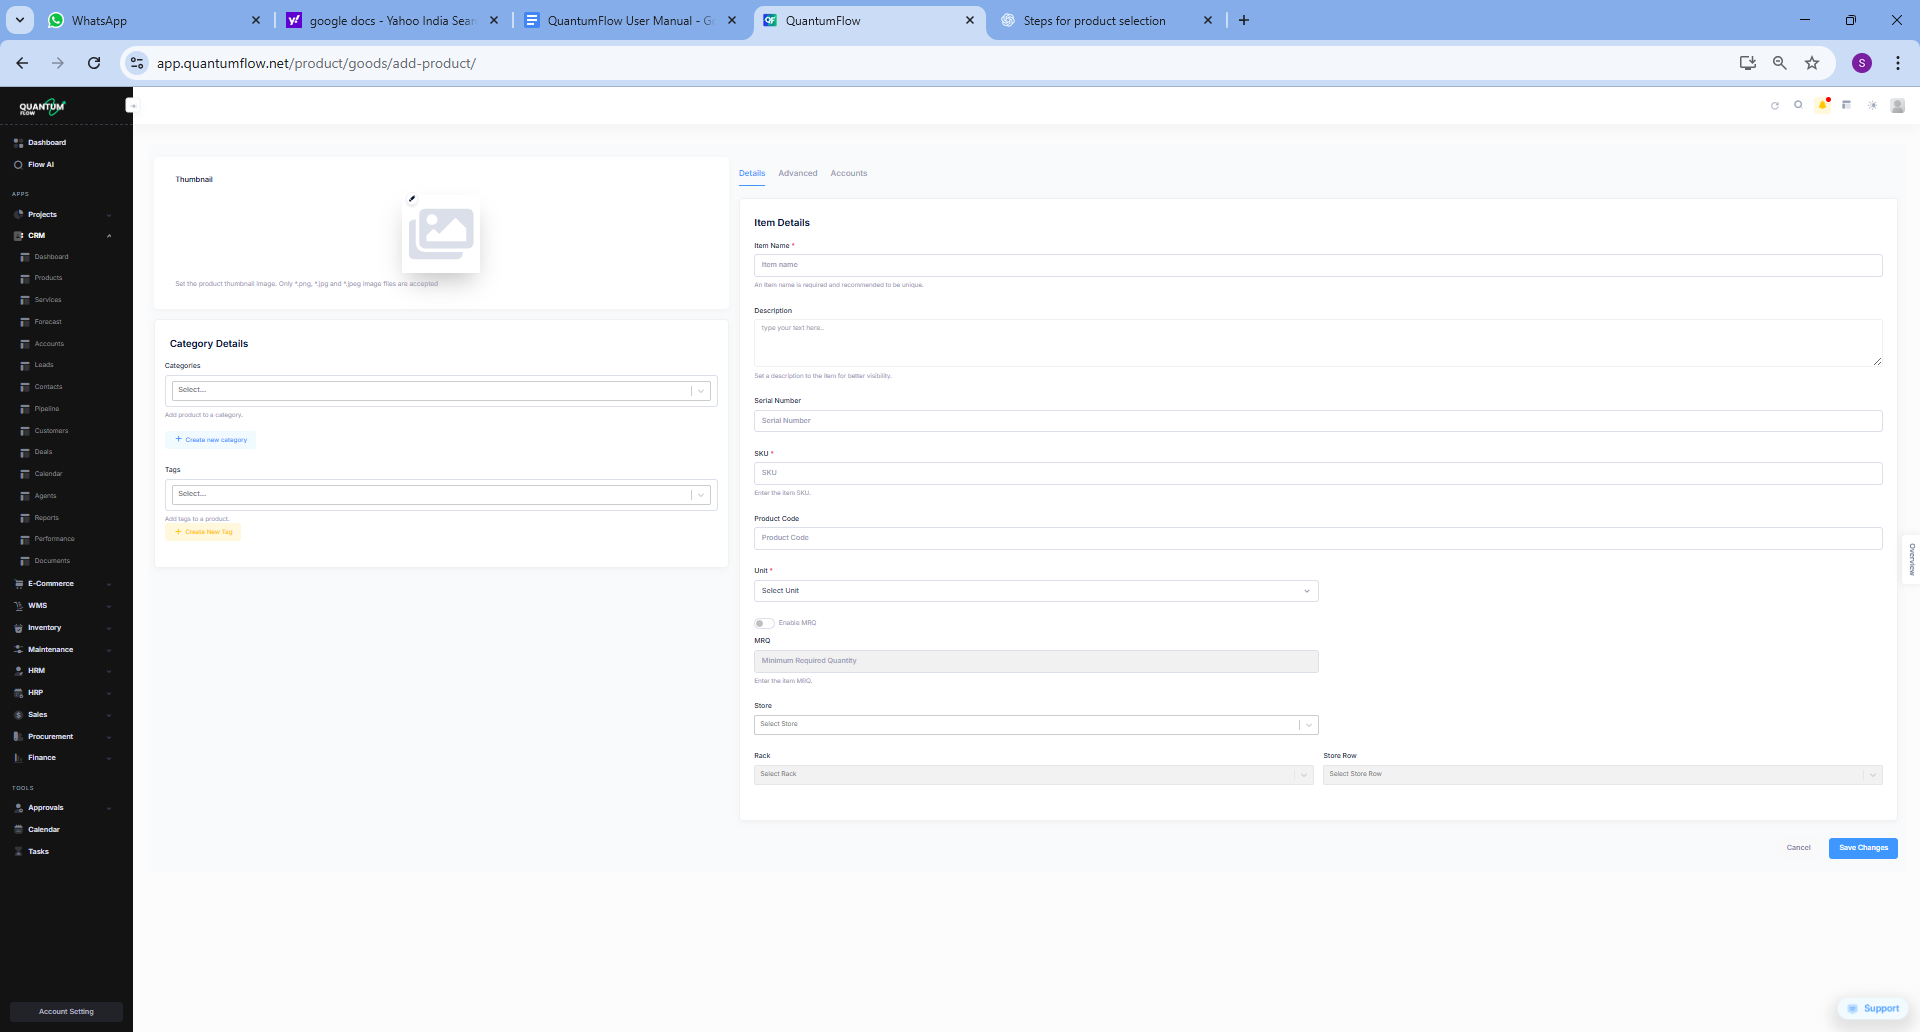 WhatsApp
google docs - Yahoo India Sear
QuantumFlow User Manual - G
QuantumFlow
Steps for product selection
app.quantumflow.net/product/goods/add-product/
S
QUANTUM
FLOW
Dashboard
Flow AI
APPS
Projects
CRM
Dashboard
Products
Services
Forecast
Accounts
Leads
Contacts
Pipeline
Customers
Deals
Calendar
Agents
Reports
Performance
Documents
E-Commerce
WMS
Inventory
Maintenance
HRM
HRP
Sales
Procurement
Finance
TOOLS
Approvals
Calendar
Tasks
Account Setting
Thumbnail
Set the product thumbnail image. Only *.png, *.jpg and *.jpeg image files are accepted
Category Details
Categories
Select...
Add product to a category.
+ Create new category
Tags
Select...
Add tags to a product.
+ Create New Tag
Details Advanced Accounts
Item Details
Item Name *
Item name
An item name is required and recommended to be unique.
Description
Type your text here...
Set a description to the item for better visibility.
Serial Number
Serial Number
SKU *
SKU
Enter the item SKU.
Product Code
Product Code
Unit *
Select Unit
Enable MRQ
MRQ
Minimum Required Quantity
Enter the item MRQ.
Store
Select Store
Rack
Select Rack
Store Row
Select Store Row
Cancel
Save Changes
Overview
Support